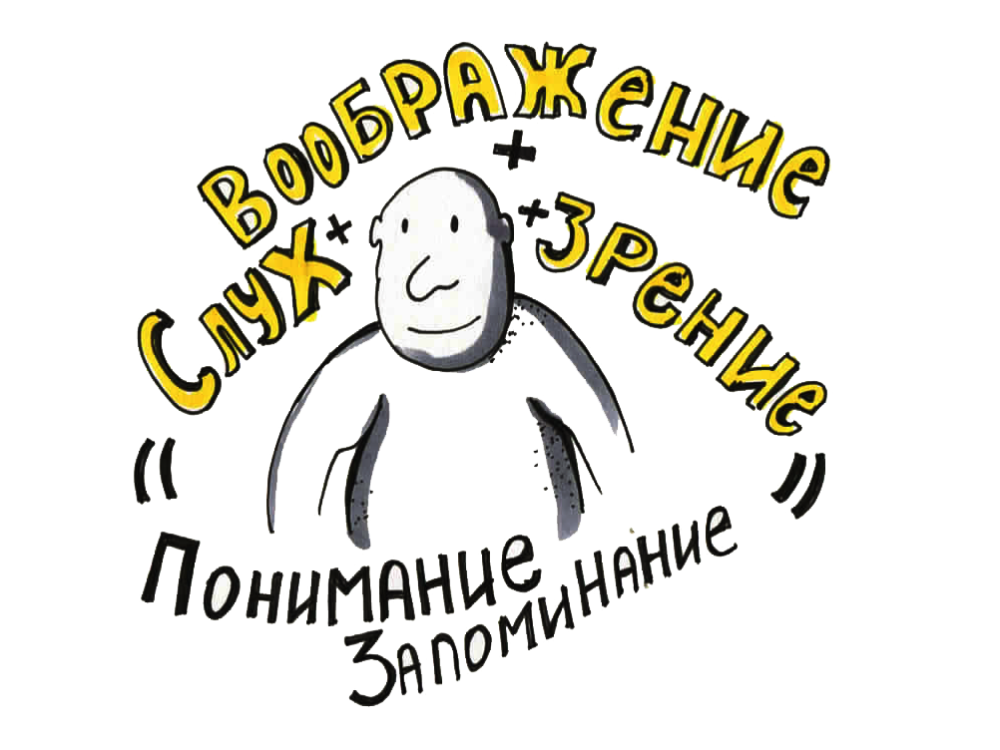 Воображение
+
Слух +
+ Зрение
Понимание
Запоминание